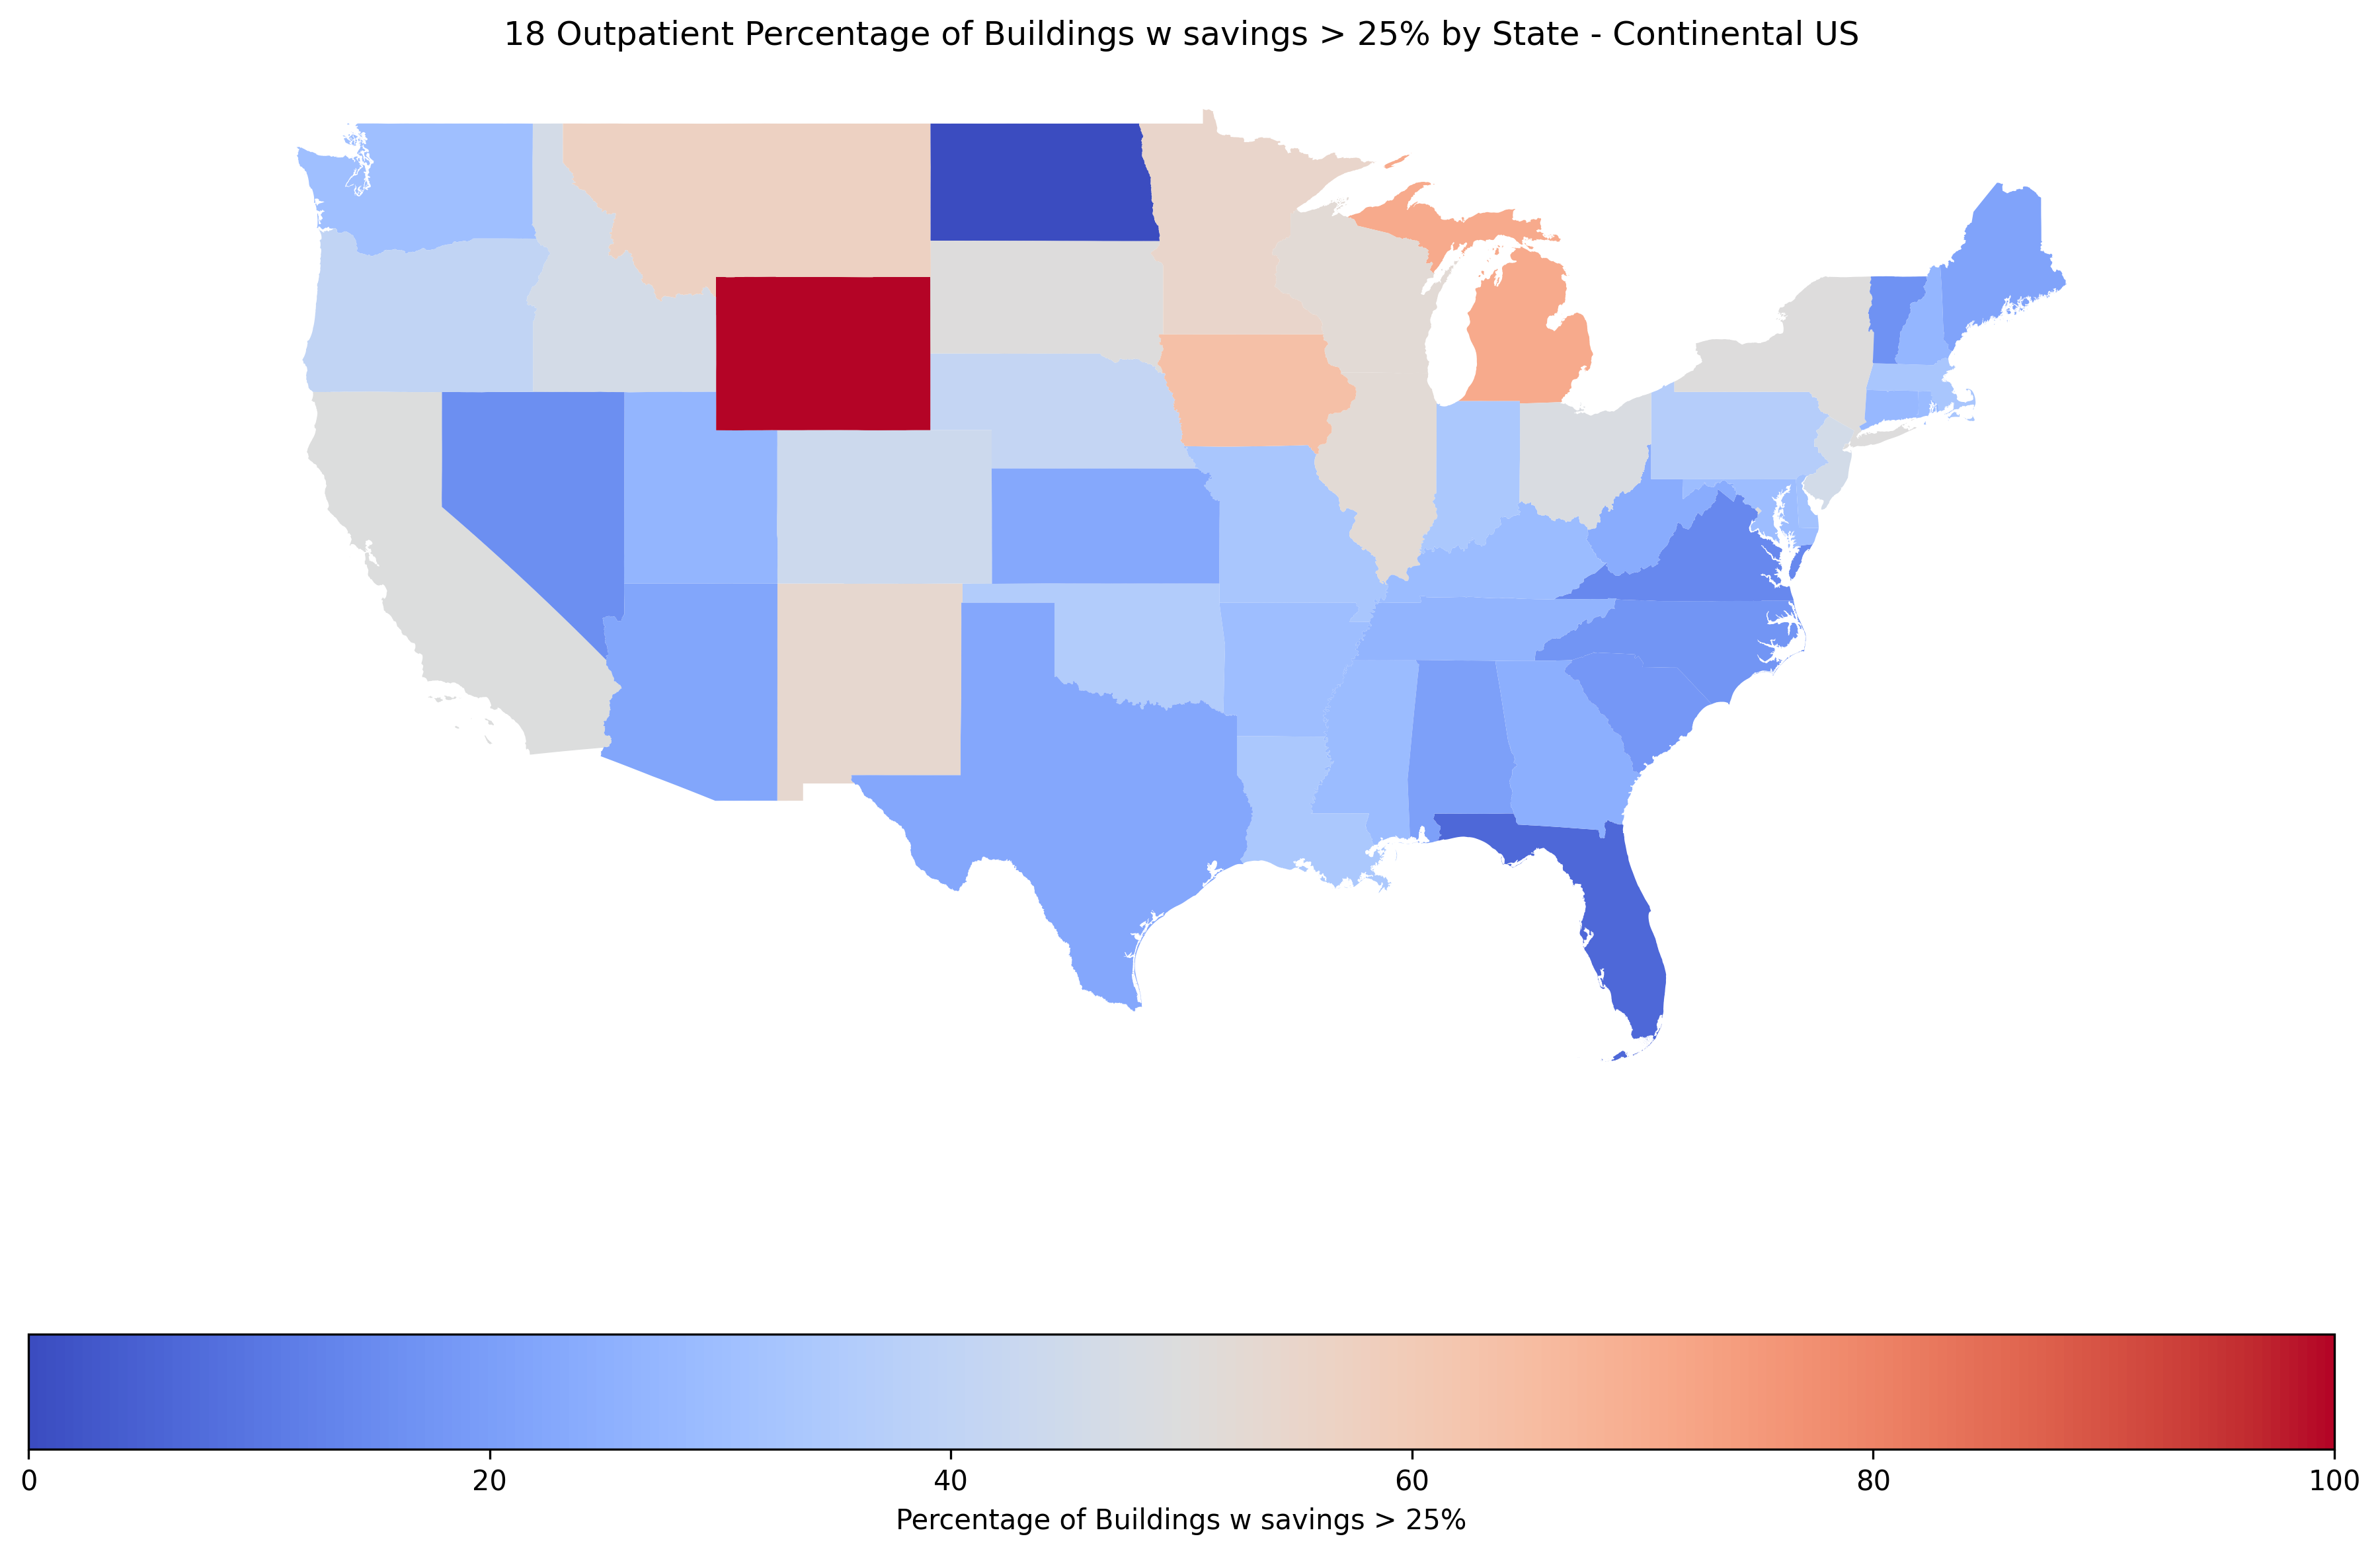 18 Outpatient Percentage of Buildings w savings > 25% by State - Continental US
0 20 40 60 80 100
Percentage of Buildings w savings > 25%